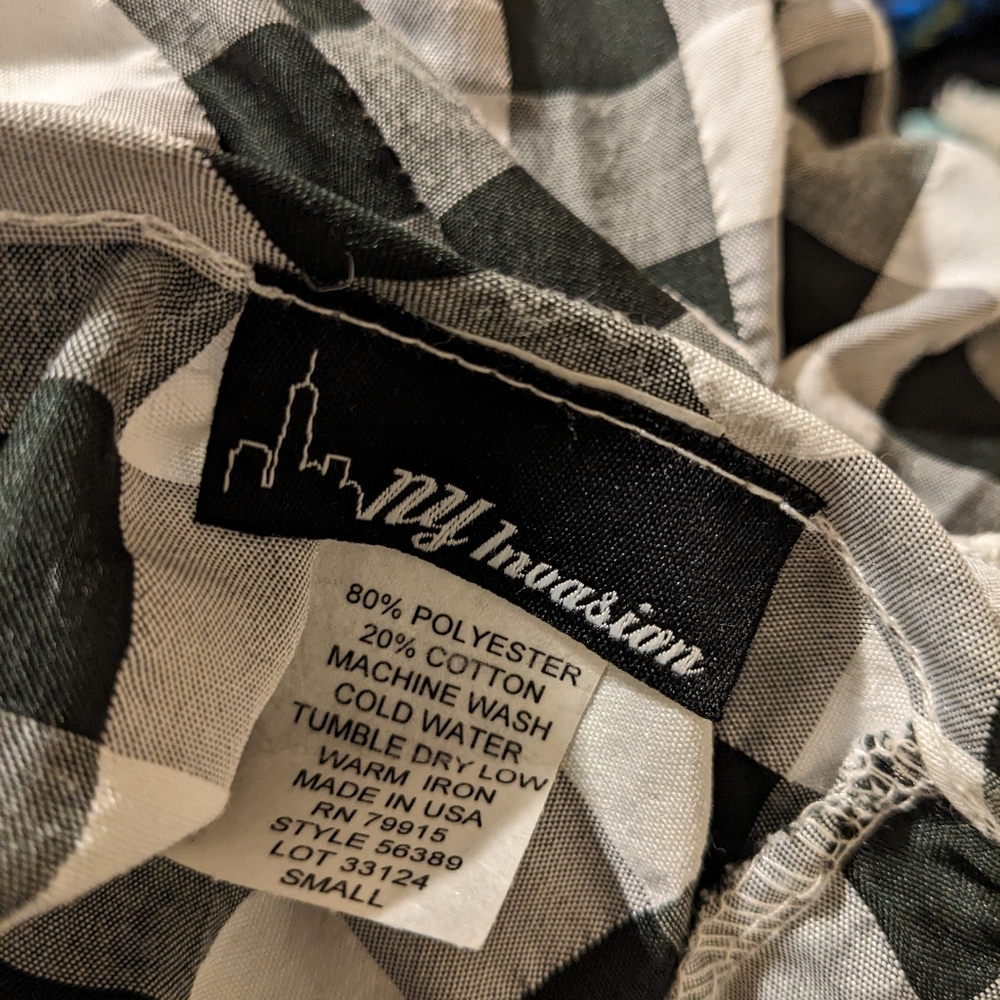 NY Invasion
80% POLYESTER
20% COTTON
MACHINE WASH
COLD WATER
TUMBLE DRY LOW
WARM IRON
MADE IN USA
RN 79915
STYLE 56389
LOT 33124
SMALL